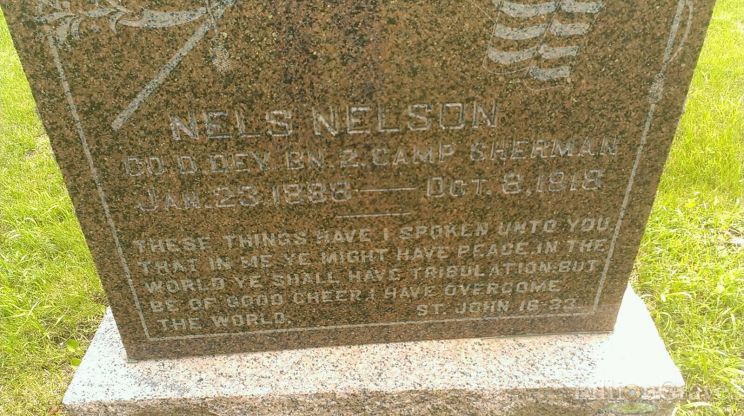 NELS NELSON
CO.D.DEV. BN. 2. CAMP SHERMAN
JAN. 23, 1888 — OCT. 8, 1918
THESE THINGS HAVE I SPOKEN UNTO YOU
THAT IN ME YE MIGHT HAVE PEACE, IN THE
WORLD YE SHALL HAVE TRIBULATION: BUT
BE OF GOOD CHEER; I HAVE OVERCOME
THE WORLD. ST. JOHN 16-33